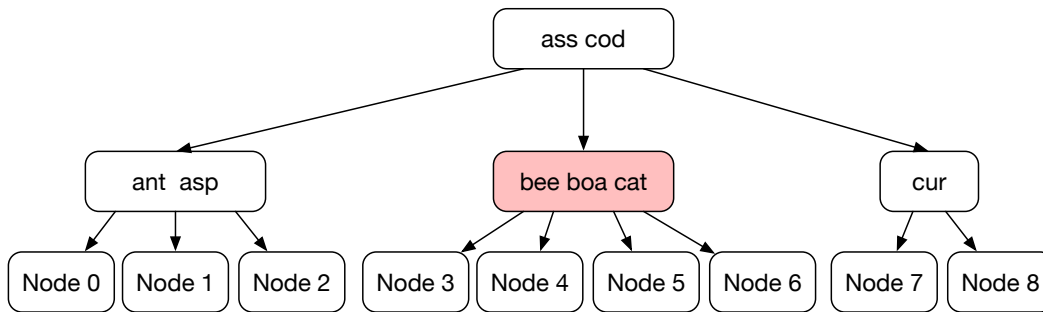 ass cod
ant  asp
bee boa cat
cur
Node 0
Node 1
Node 2
Node 3
Node 4
Node 5
Node 6
Node 7
Node 8